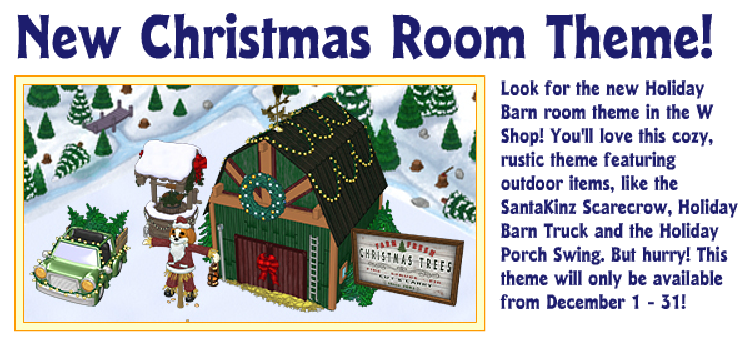 New Christmas Room Theme!
Look for the new Holiday
Barn room theme in the W
Shop! You'll love this cozy,
rustic theme featuring
outdoor items, like the
SantaKinz Scarecrow, Holiday
Barn Truck and the Holiday
Porch Swing. But hurry! This
theme will only be available
from December 1 - 31!
FARM FRESH
CHRISTMAS TREES